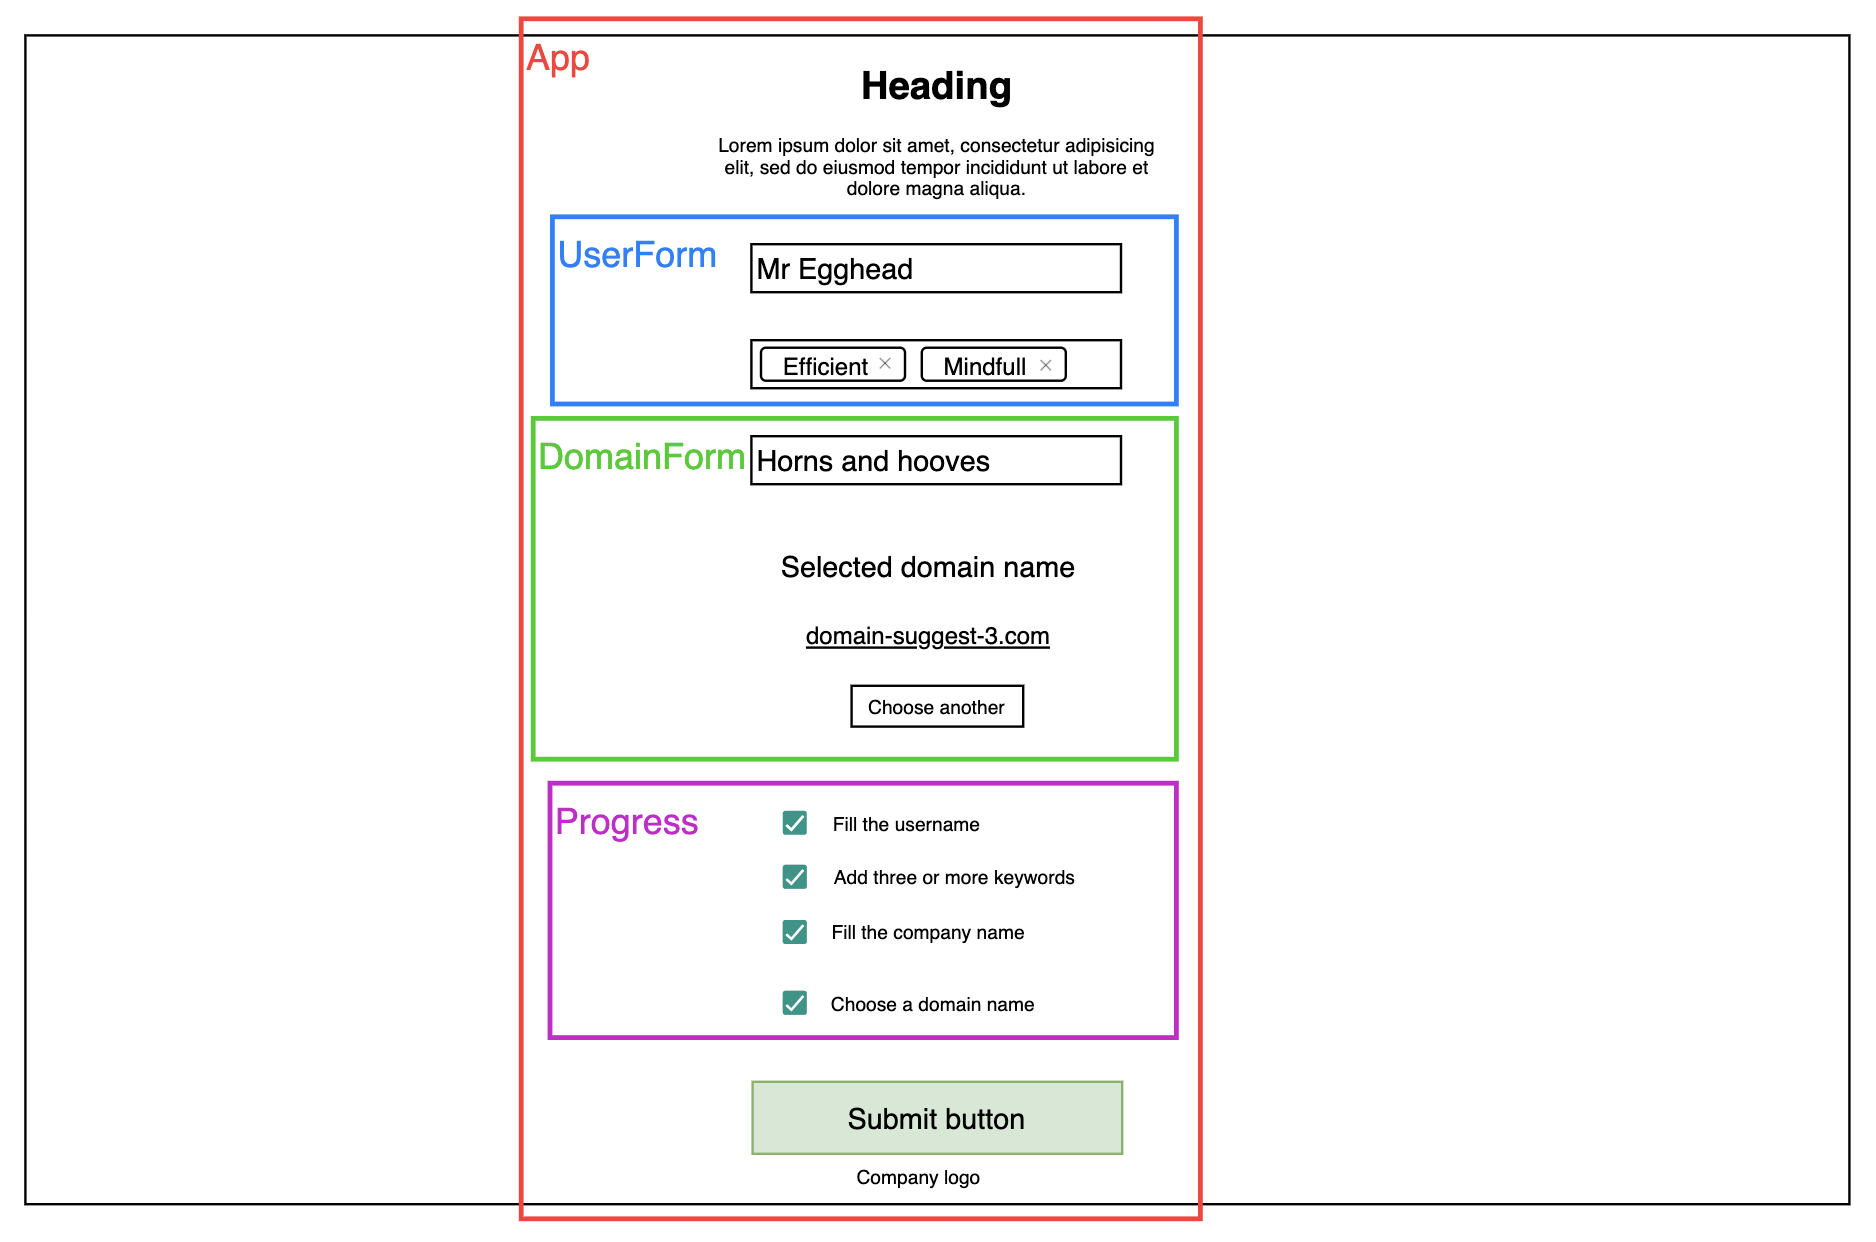 App
Heading
Lorem ipsum dolor sit amet, consectetur adipisicing
elit, sed do eiusmod tempor incididunt ut labore et
dolore magna aliqua.
UserForm
Mr Egghead
Efficient × Mindfull ×
DomainForm
Horns and hooves
Selected domain name
domain-suggest-3.com
Choose another
Progress
Fill the username
Add three or more keywords
Fill the company name
Choose a domain name
Submit button
Company logo